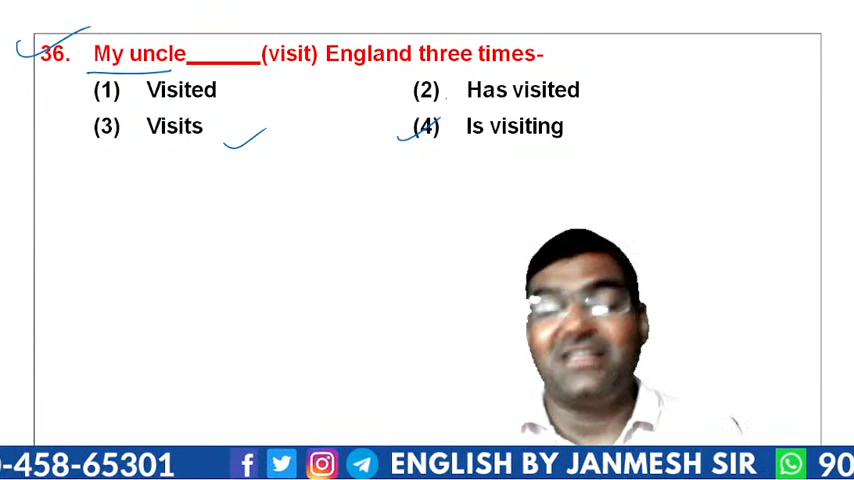 36. My uncle______(visit) England three times-
(1) Visited (2) Has visited
(3) Visits (4) Is visiting
-458-65301 ENGLISH BY JANMESH SIR 90